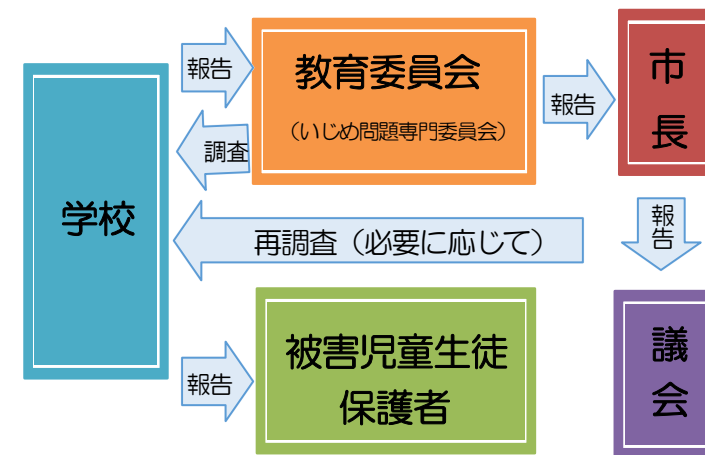 報告
教育委員会
(いじめ問題専門委員会)
調査
報告
市
長
学校
再調査(必要に応じて)
報
告
報告
被害児童生徒
保護者
議
会